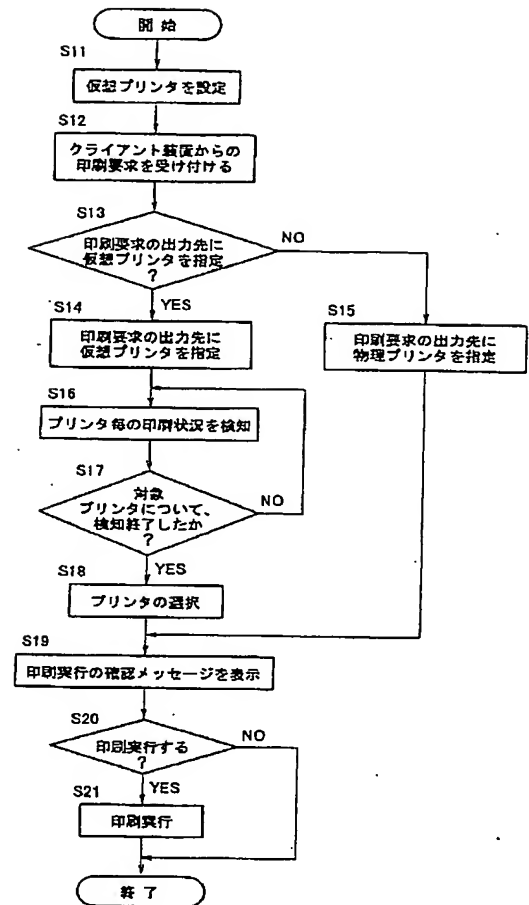 開 始
S11
仮想プリンタを設定
S12
クライアント装置からの
印刷要求を受け付ける
S13
印刷要求の出力先に
仮想プリンタを指定
?
NO
YES
S14
印刷要求の出力先に
仮想プリンタを指定
S15
印刷要求の出力先に
物理プリンタを指定
S16
プリンタ毎の印刷状況を検知
S17
対象
プリンタについて、
検知終了したか
?
NO
YES
S18
プリンタの選択
S19
印刷実行の確認メッセージを表示
S20
印刷実行する
?
NO
YES
S21
印刷実行
終 了